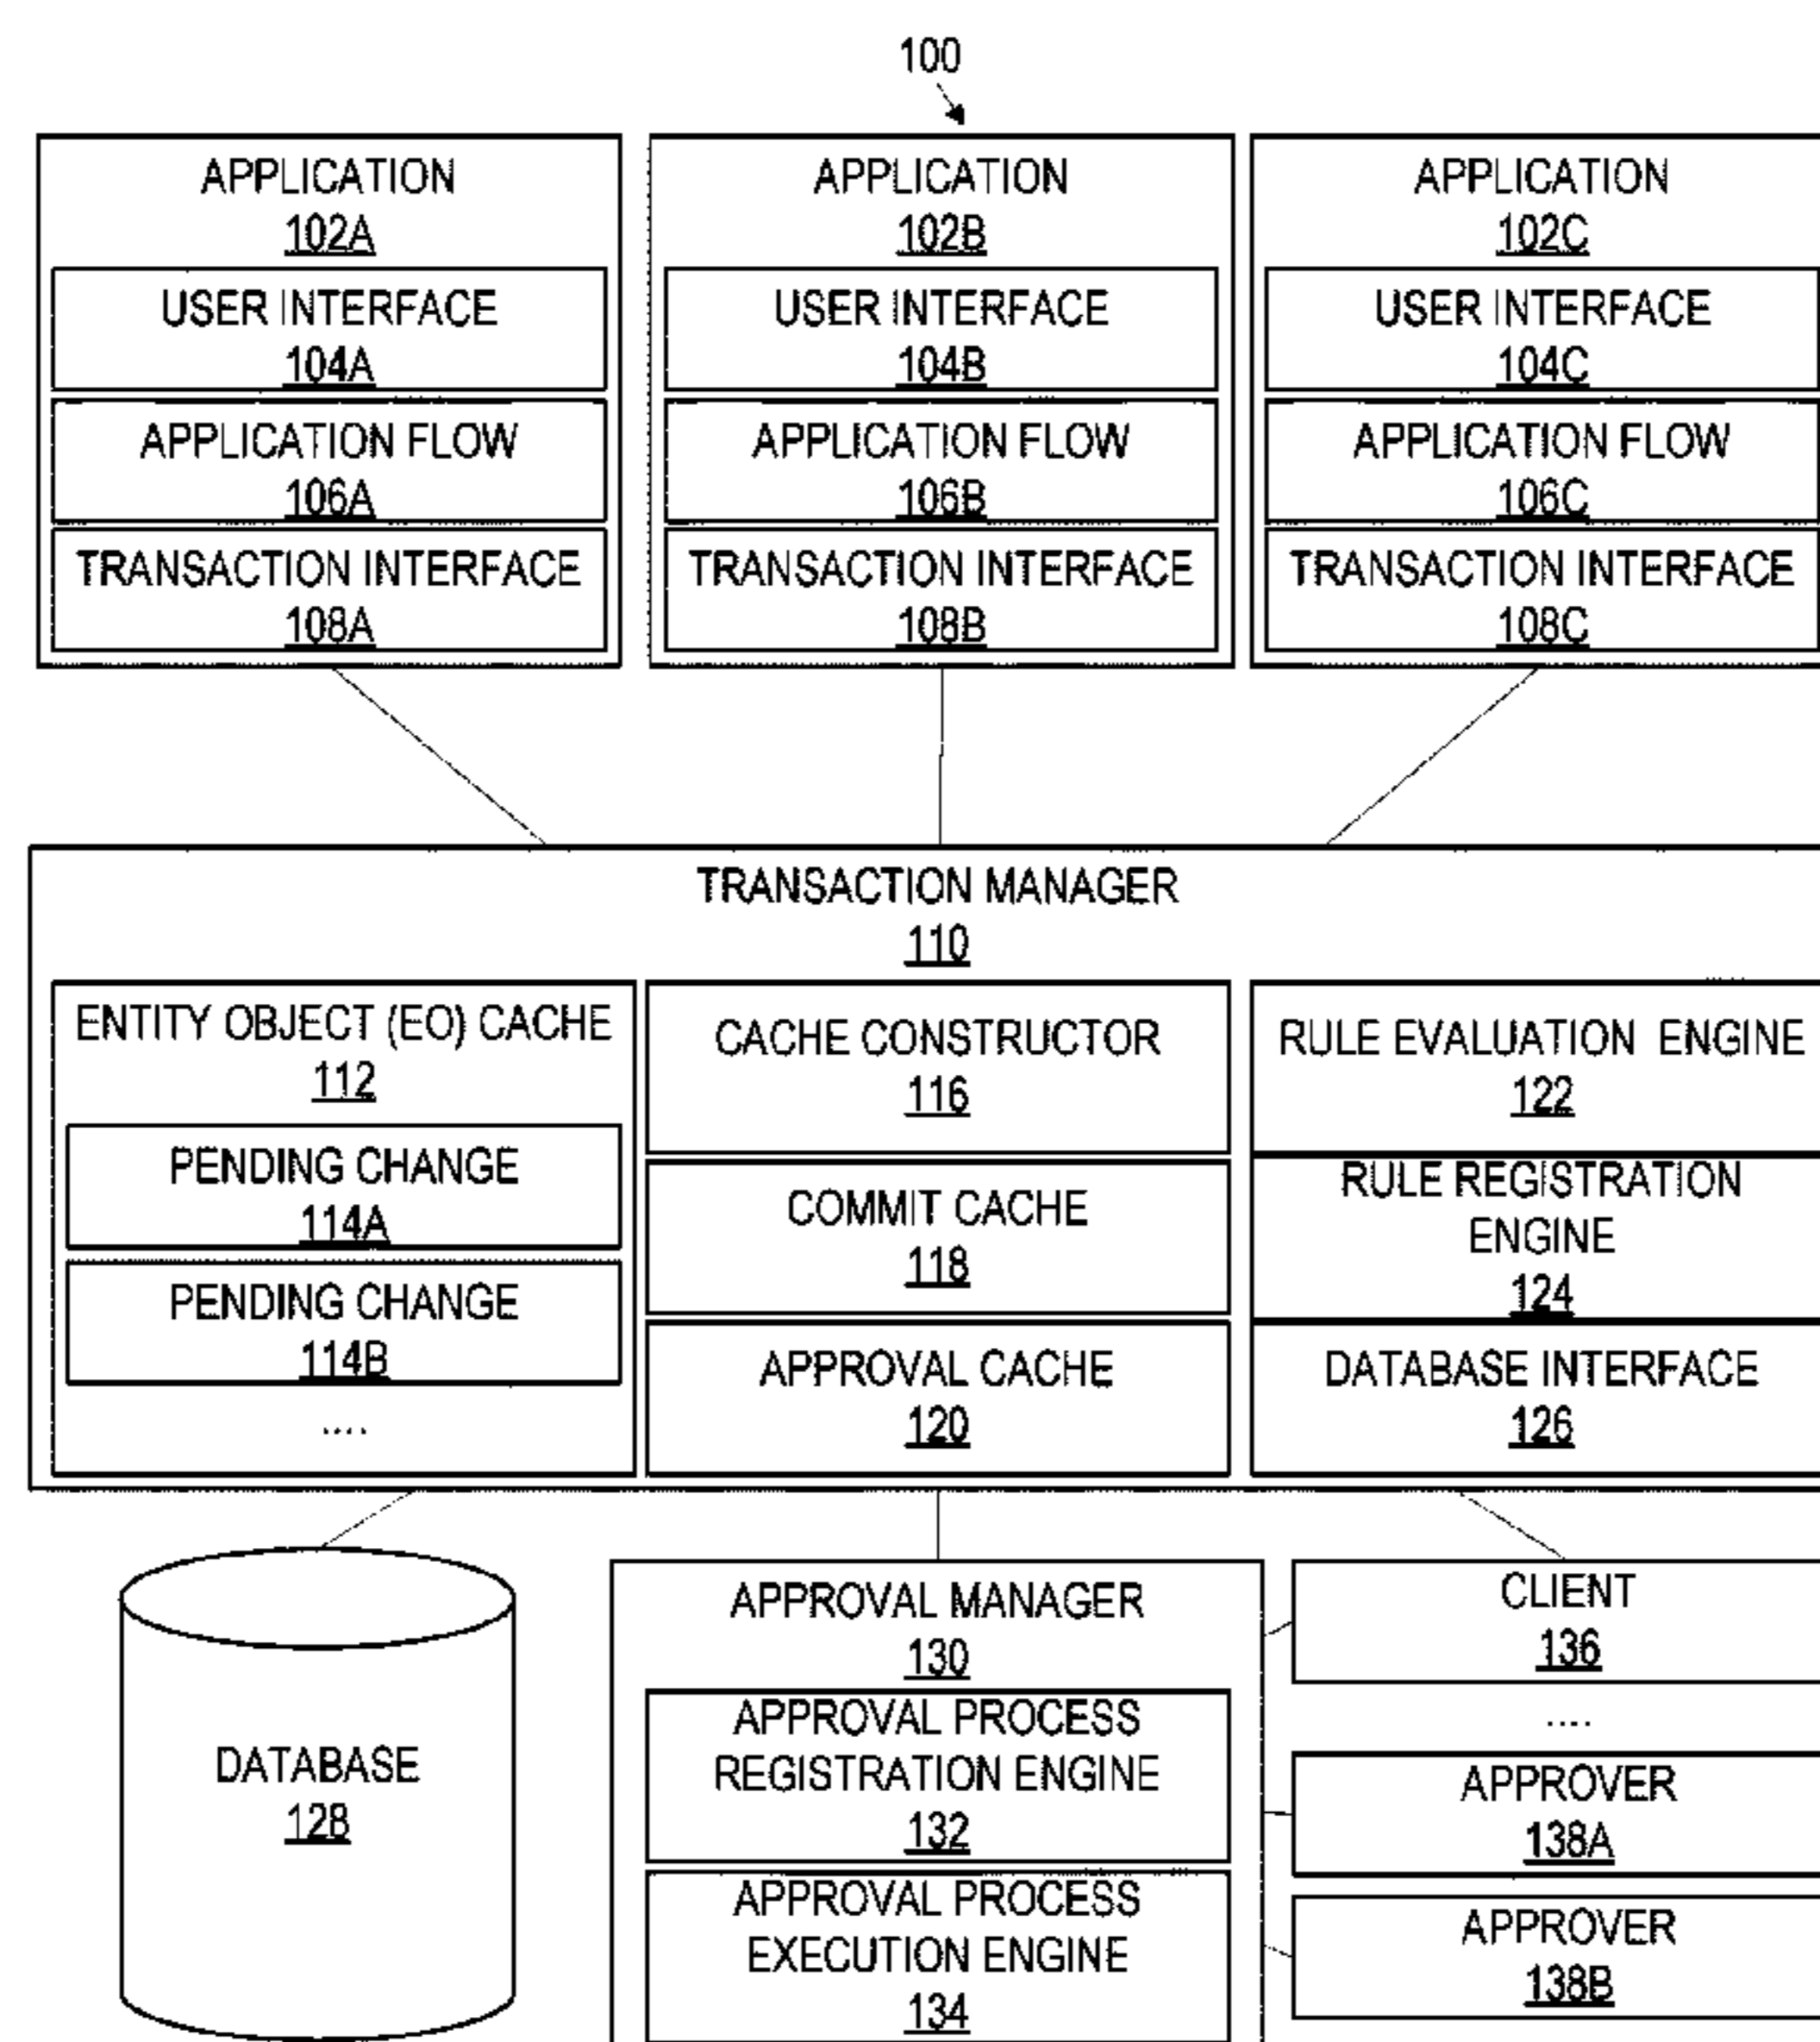 100
APPLICATION
102A
USER INTERFACE
104A
APPLICATION FLOW
106A
TRANSACTION INTERFACE
108A
APPLICATION
102B
USER INTERFACE
104B
APPLICATION FLOW
106B
TRANSACTION INTERFACE
108B
APPLICATION
102C
USER INTERFACE
104C
APPLICATION FLOW
106C
TRANSACTION INTERFACE
108C
TRANSACTION MANAGER
110
ENTITY OBJECT (EO) CACHE
112
PENDING CHANGE
114A
PENDING CHANGE
114B
....
CACHE CONSTRUCTOR
116
COMMIT CACHE
118
APPROVAL CACHE
120
RULE EVALUATION ENGINE
122
RULE REGISTRATION
ENGINE
124
DATABASE INTERFACE
126
DATABASE
128
APPROVAL MANAGER
130
APPROVAL PROCESS
REGISTRATION ENGINE
132
APPROVAL PROCESS
EXECUTION ENGINE
134
CLIENT
136
....
APPROVER
138A
APPROVER
138B